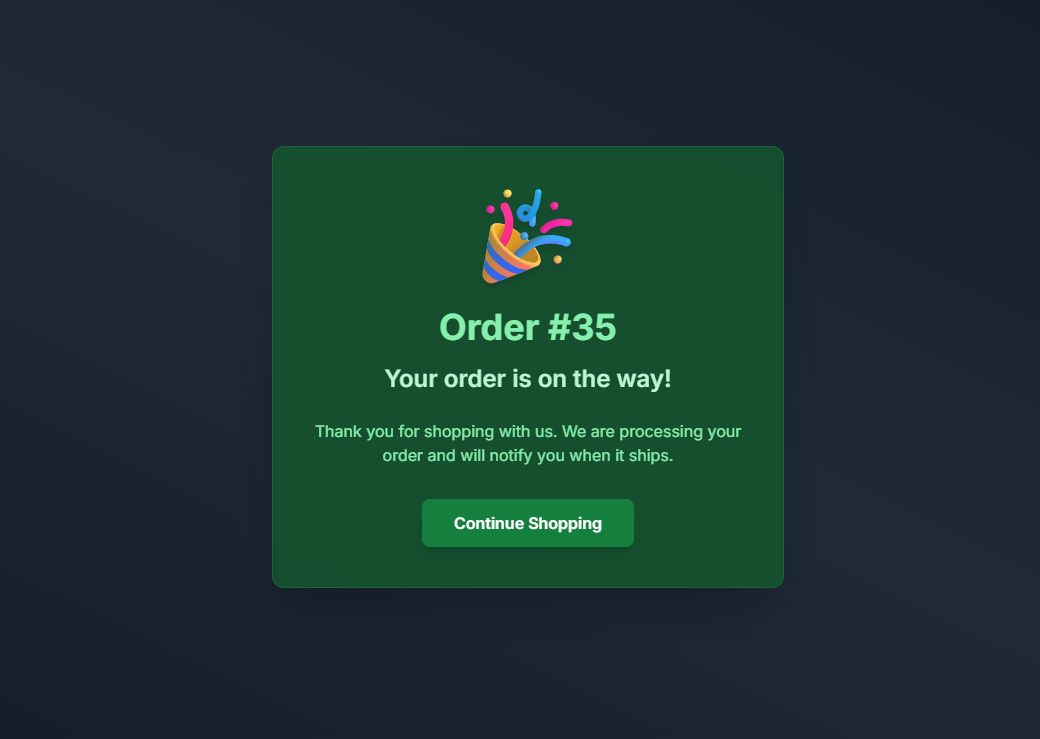 Order #35
Your order is on the way!
Thank you for shopping with us. We are processing your
order and will notify you when it ships.
Continue Shopping